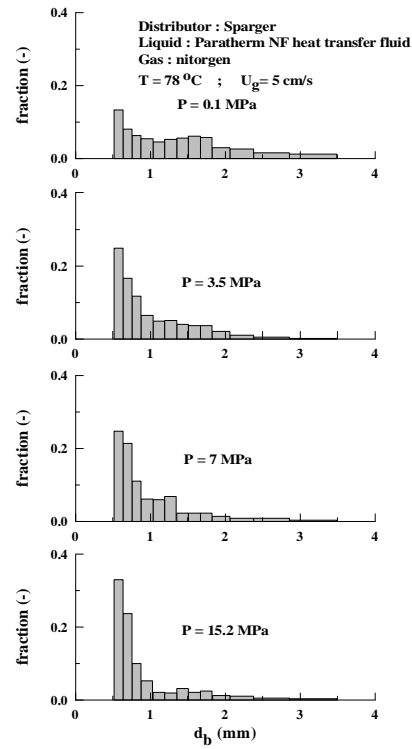 Distributor : Sparger
Liquid : Paratherm NF heat transfer fluid
Gas : nitorgen
T = 78 °C ; Ug= 5 cm/s
P = 0.1 MPa
fraction (-)
0.4
0.2
0.0
0 1 2 3 4
P = 3.5 MPa
fraction (-)
0.4
0.2
0.0
0 1 2 3 4
P = 7 MPa
fraction (-)
0.4
0.2
0.0
0 1 2 3 4
P = 15.2 MPa
fraction (-)
0.4
0.2
0.0
0 1 2 3 4
db (mm)